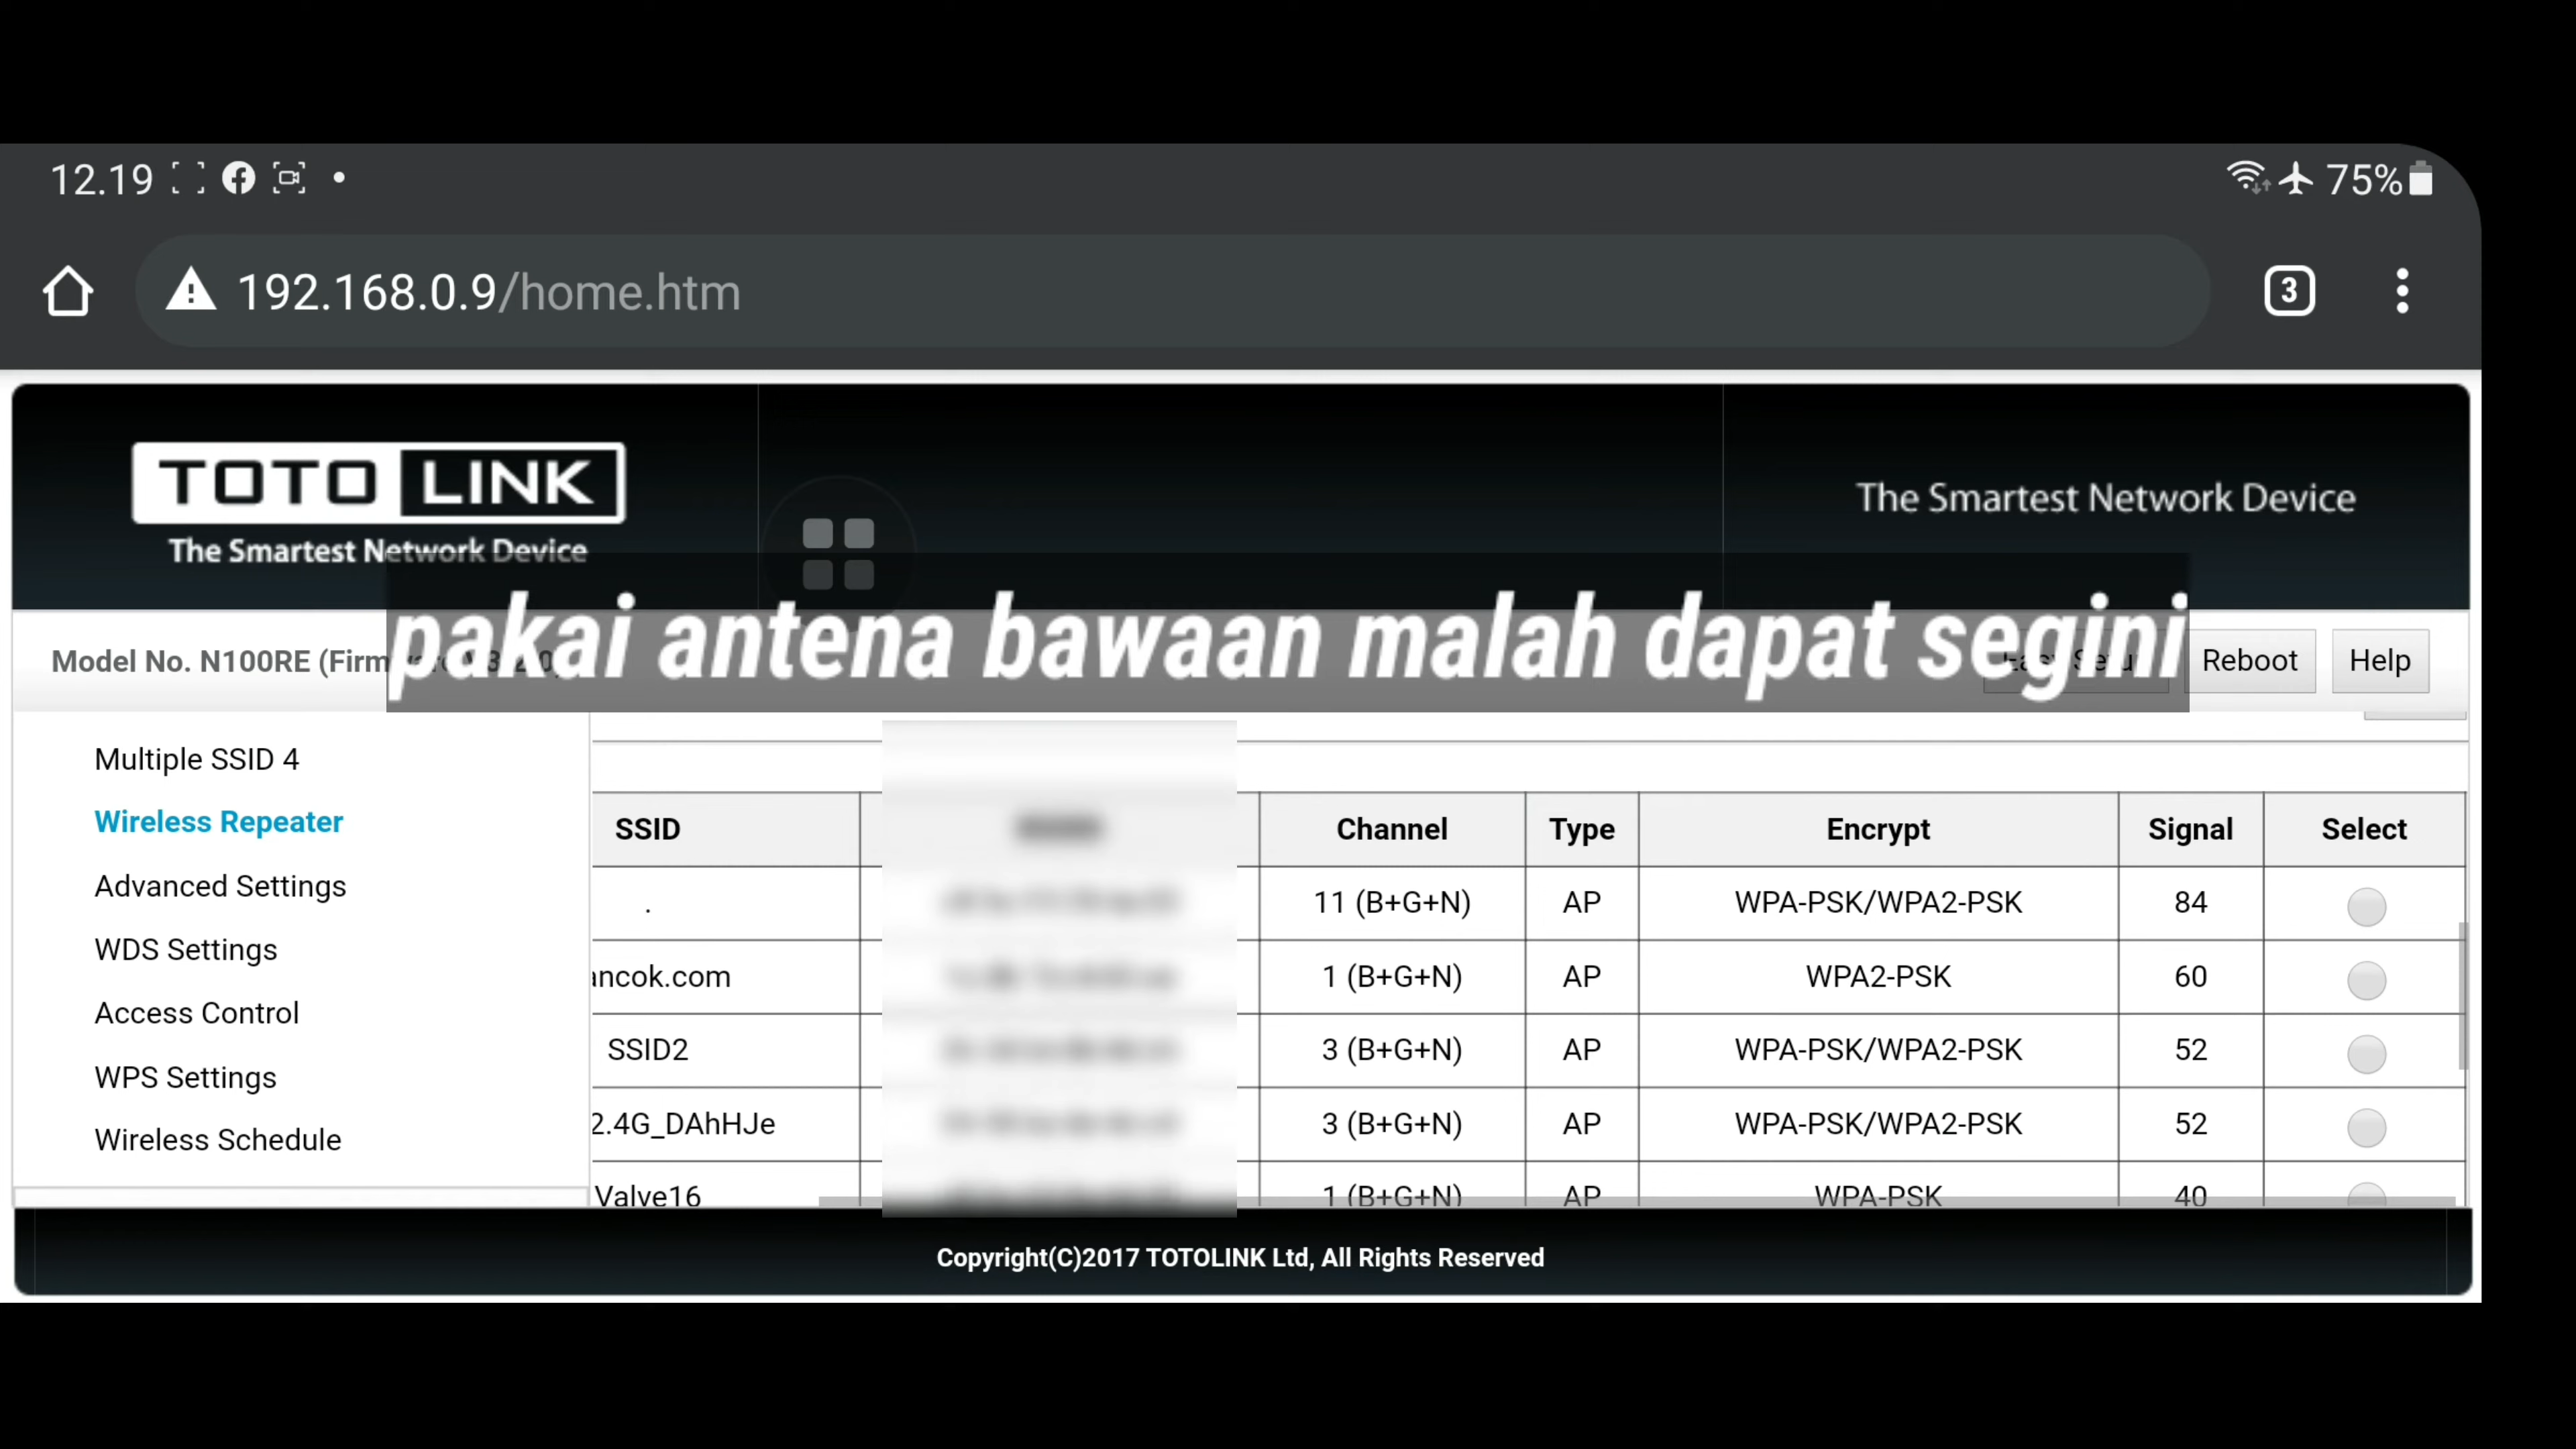 12.19
75%
192.168.0.9/home.htm
3
TOTO LINK
The Smartest Network Device
The Smartest Network Device
pakai antena bawaan malah dapat segini
Model No. N100RE
Reboot
Help
Multiple SSID 4
Wireless Repeater
Advanced Settings
WDS Settings
Access Control
WPS Settings
Wireless Schedule
SSID Channel Type Encrypt Signal Select
. 11 (B+G+N) AP WPA-PSK/WPA2-PSK 84
ancok.com 1 (B+G+N) AP WPA2-PSK 60
SSID2 3 (B+G+N) AP WPA-PSK/WPA2-PSK 52
2.4G_DAhHJe 3 (B+G+N) AP WPA-PSK/WPA2-PSK 52
Valve16 1 (B+G+N) AP WPA-PSK 40
Copyright(C)2017 TOTOLINK Ltd, All Rights Reserved